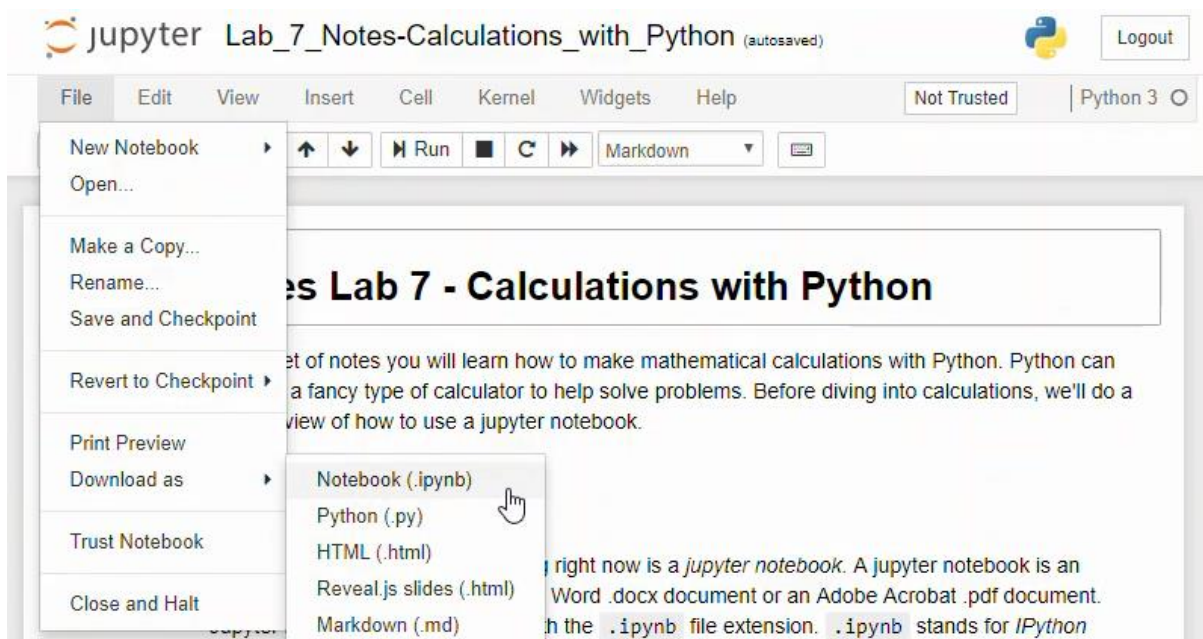 jupyter Lab_7_Notes-Calculations_with_Python (autosaved) Logout
File Edit View Insert Cell Kernel Widgets Help Not Trusted Python 3
Run Markdown
New Notebook
Open...
Make a Copy...
Rename...
Save and Checkpoint
Revert to Checkpoint
Print Preview
Download as
Trust Notebook
Close and Halt
Notebook (.ipynb)
Python (.py)
HTML (.html)
Reveal.js slides (.html)
Markdown (.md)
es Lab 7 - Calculations with Python
et of notes you will learn how to make mathematical calculations with Python. Python can
a fancy type of calculator to help solve problems. Before diving into calculations, we'll do a
view of how to use a jupyter notebook.
right now is a jupyter notebook. A jupyter notebook is an
Word .docx document or an Adobe Acrobat .pdf document.
h the .ipynb file extension. .ipynb stands for IPython